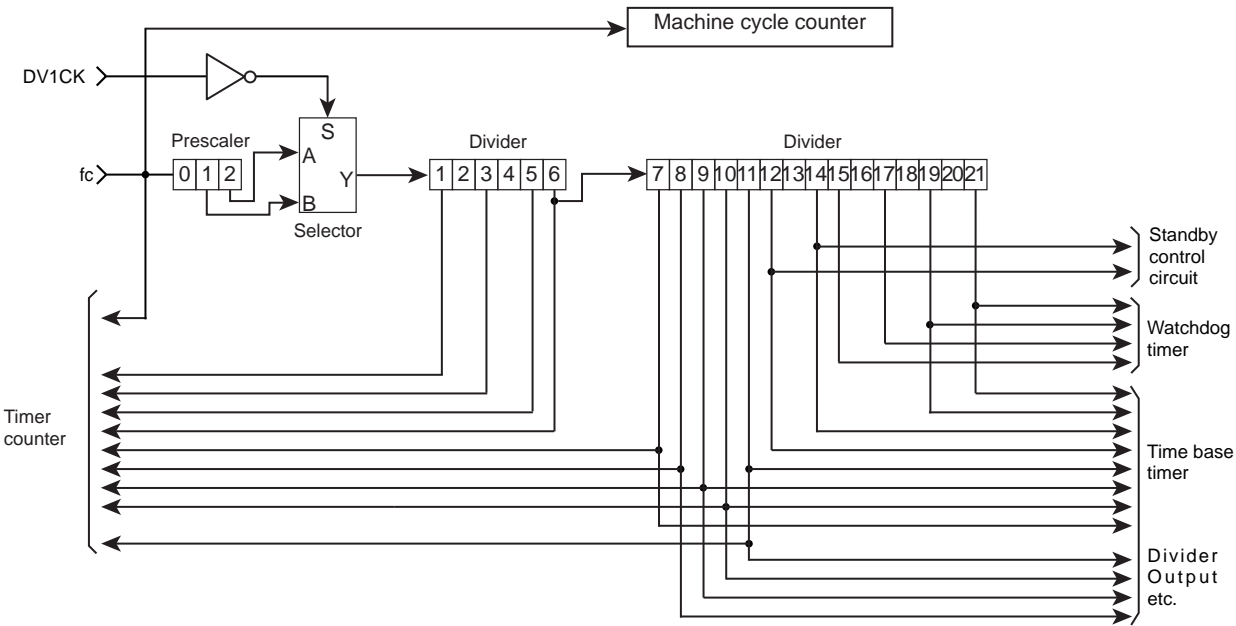 Machine cycle counter
DV1CK
Prescaler
S
Divider
Divider
fc
0 1 2
A
Y
B
1 2 3 4 5 6
7 8 9 10 11 12 13 14 15 16 17 18 19 20 21
Selector
Standby
control
circuit
Watchdog
timer
Timer
counter
Time base
timer
Divider
Output
etc.